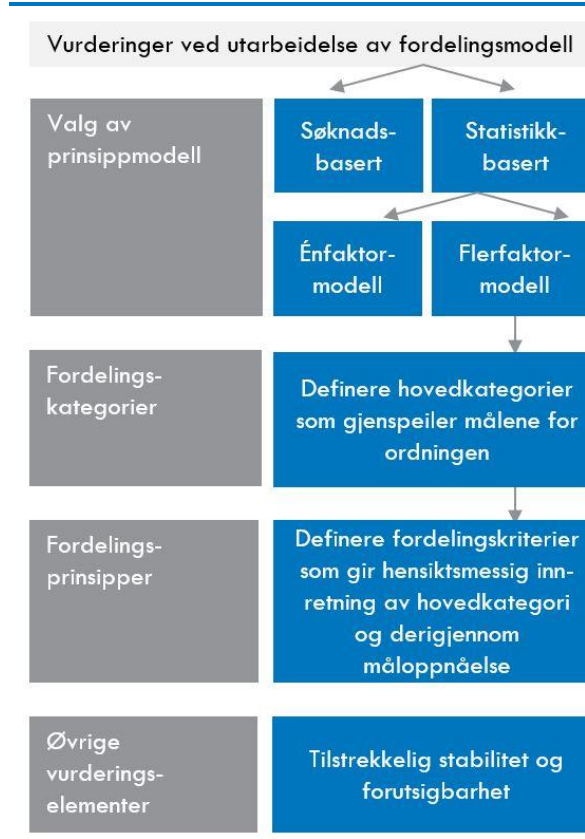 Vurderinger ved utarbeidelse av fordelingsmodell
Valg av
prinsippmodell
Søknads-
basert
Statistikk-
basert
Énfaktor-
modell
Flerfaktor-
modell
Fordelings-
kategorier
Definere hovedkategorier
som gjenspeiler målene for
ordningen
Fordelings-
prinsipper
Definere fordelingskriterier
som gir hensiktsmessig inn-
retning av hovedkategori
og derigjennom
måloppnåelse
Øvrige
vurderings-
elementer
Tilstrekkelig stabilitet og
forutsigbarhet